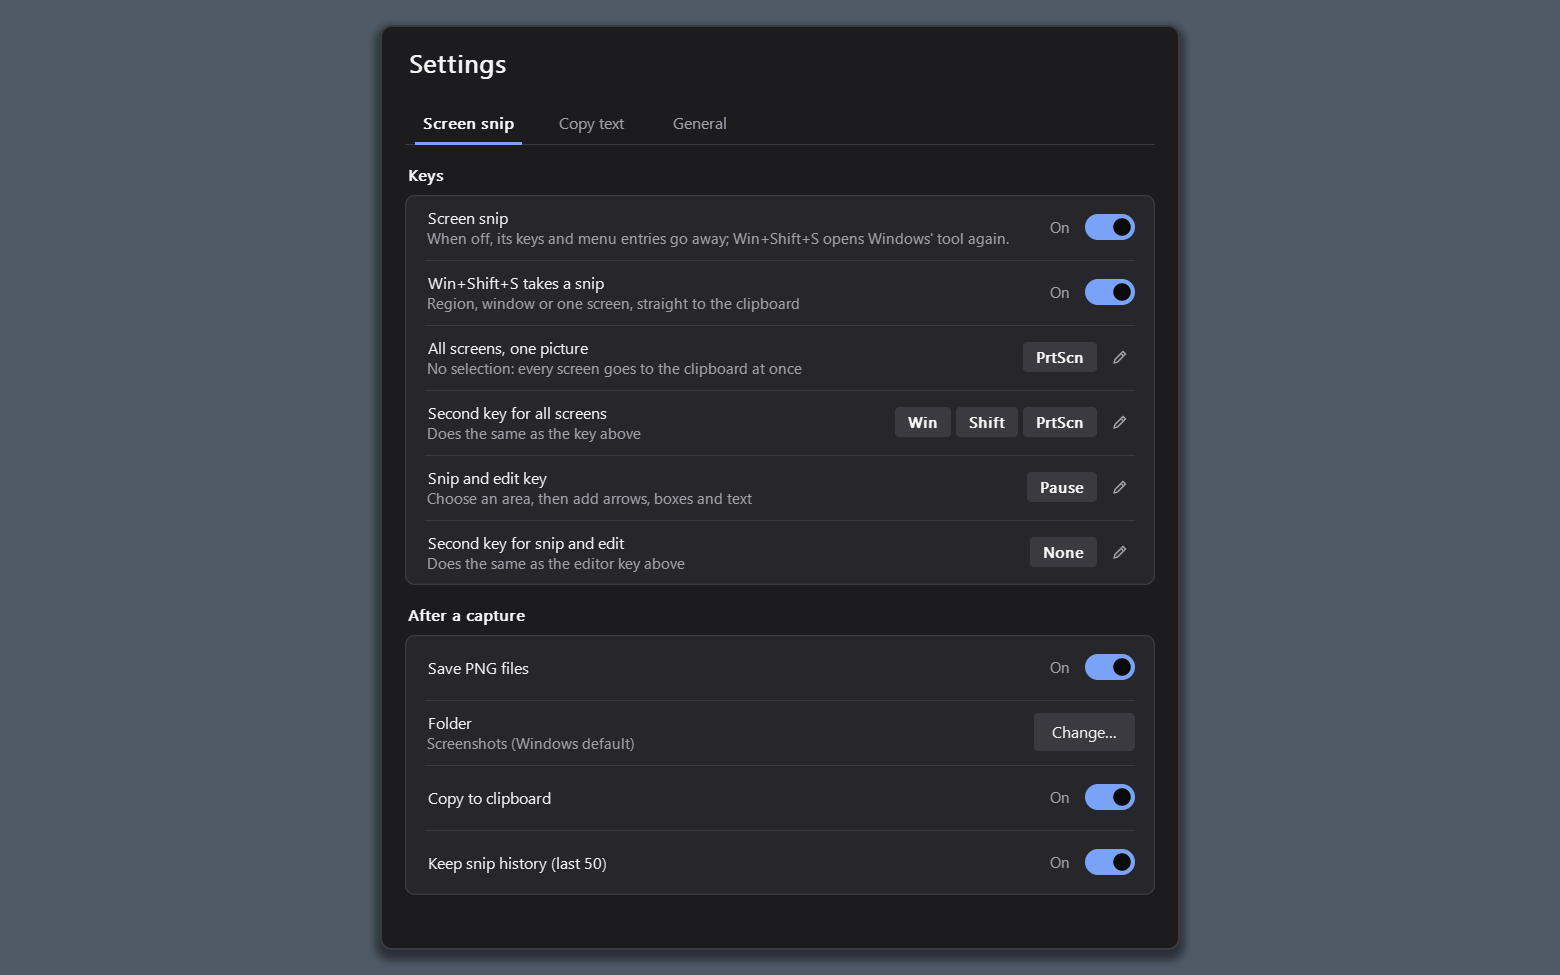 Settings
Screen snip
Copy text
General
Keys
Screen snip
On
When off, its keys and menu entries go away; Win+Shift+S opens Windows' tool again.
Win+Shift+S takes a snip
On
Region, window or one screen, straight to the clipboard
All screens, one picture
PrtScn
No selection: every screen goes to the clipboard at once
Second key for all screens
Win Shift PrtScn
Does the same as the key above
Snip and edit key
Pause
Choose an area, then add arrows, boxes and text
Second key for snip and edit
None
Does the same as the editor key above
After a capture
Save PNG files
On
Folder
Change...
Screenshots (Windows default)
Copy to clipboard
On
Keep snip history (last 50)
On